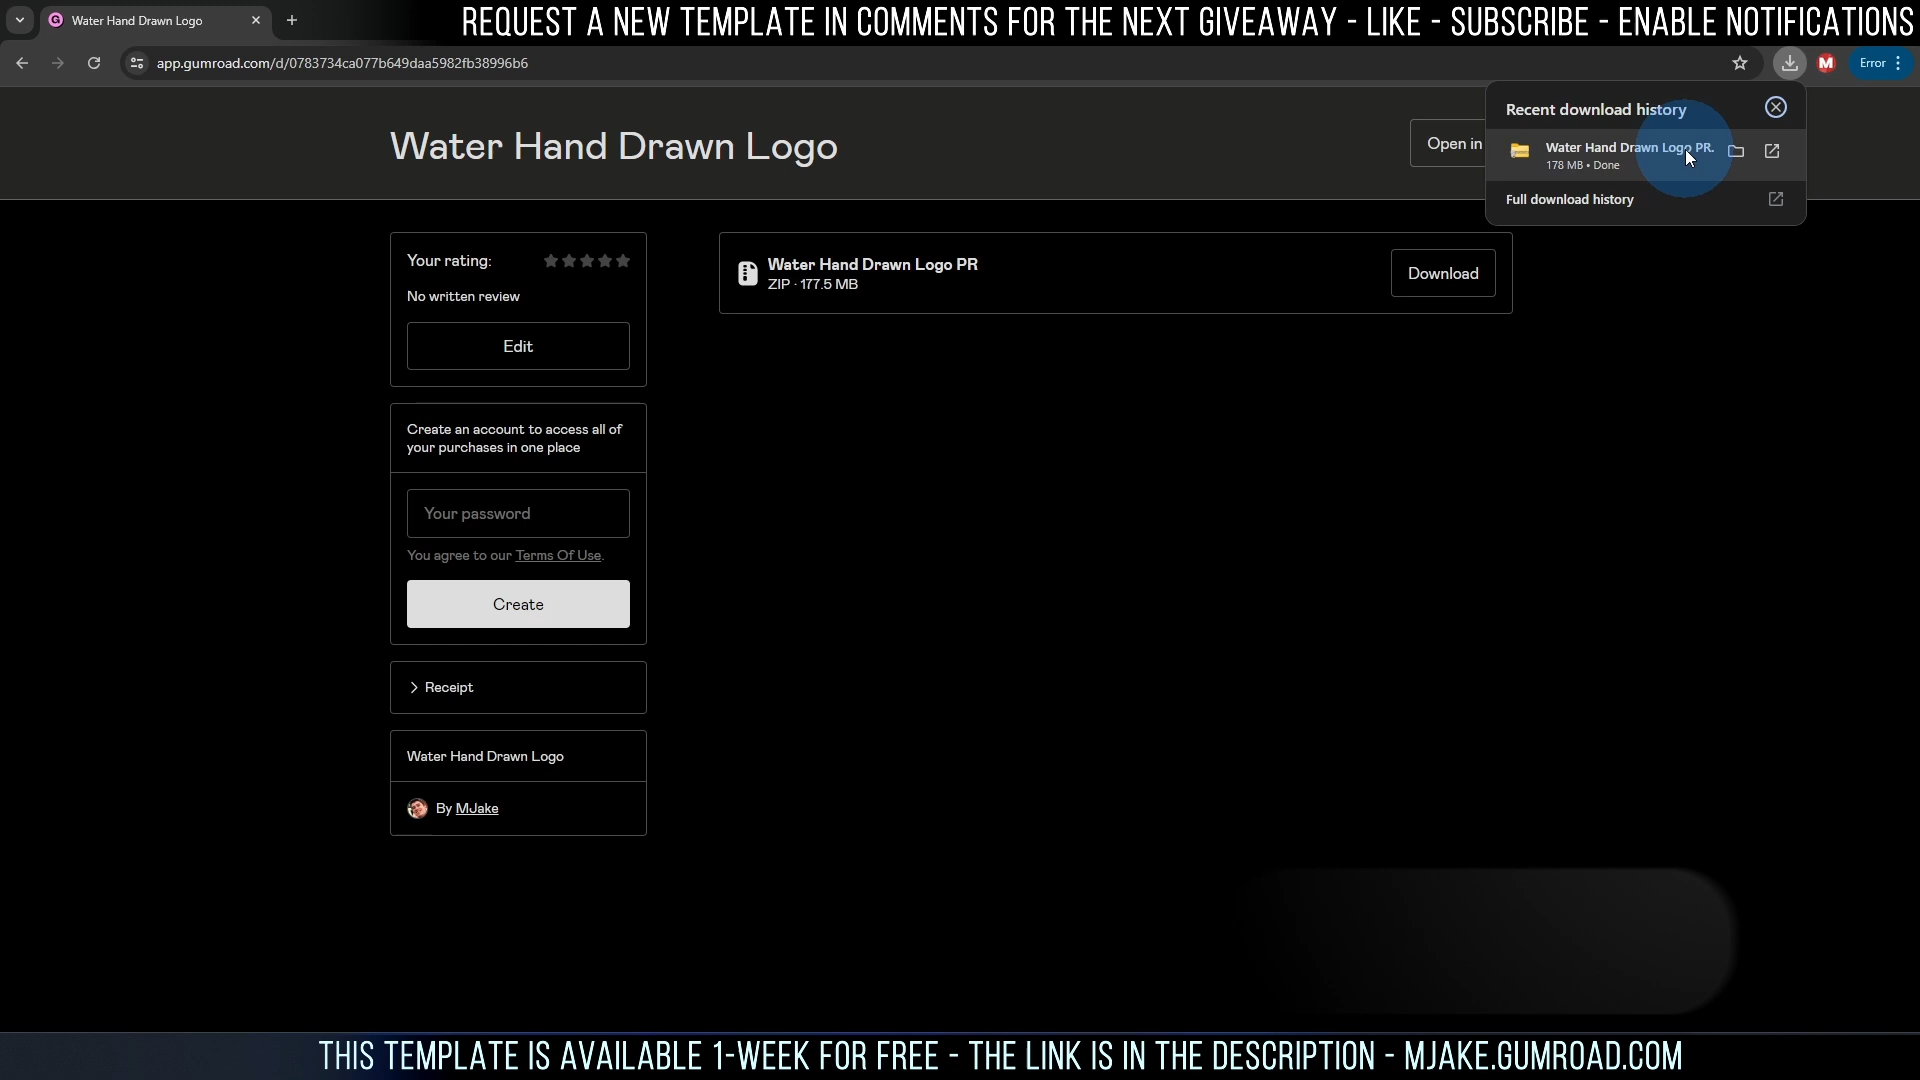 Water Hand Drawn Logo
REQUEST A NEW TEMPLATE IN COMMENTS FOR THE NEXT GIVEAWAY - LIKE - SUBSCRIBE - ENABLE NOTIFICATIONS
app.gumroad.com/d/0783734ca077b649daa5982fb38996b6
M
Error
Recent download history
Water Hand Drawn Logo PR.
178 MB • Done
Full download history
Water Hand Drawn Logo
Open in
Your rating:
No written review
Edit
Water Hand Drawn Logo PR
ZIP · 177.5 MB
Download
Create an account to access all of
your purchases in one place
Your password
You agree to our Terms Of Use.
Create
Receipt
Water Hand Drawn Logo
By MJake
THIS TEMPLATE IS AVAILABLE 1-WEEK FOR FREE - THE LINK IS IN THE DESCRIPTION - MJAKE.GUMROAD.COM